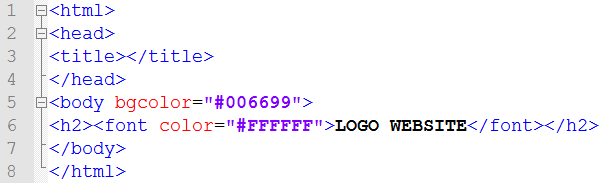 1 <html>
2 <head>
3 <title></title>
4 </head>
5 <body bgcolor="#006699">
6 <h2><font color="#FFFFFF">LOGO WEBSITE</font></h2>
7 </body>
8 </html>